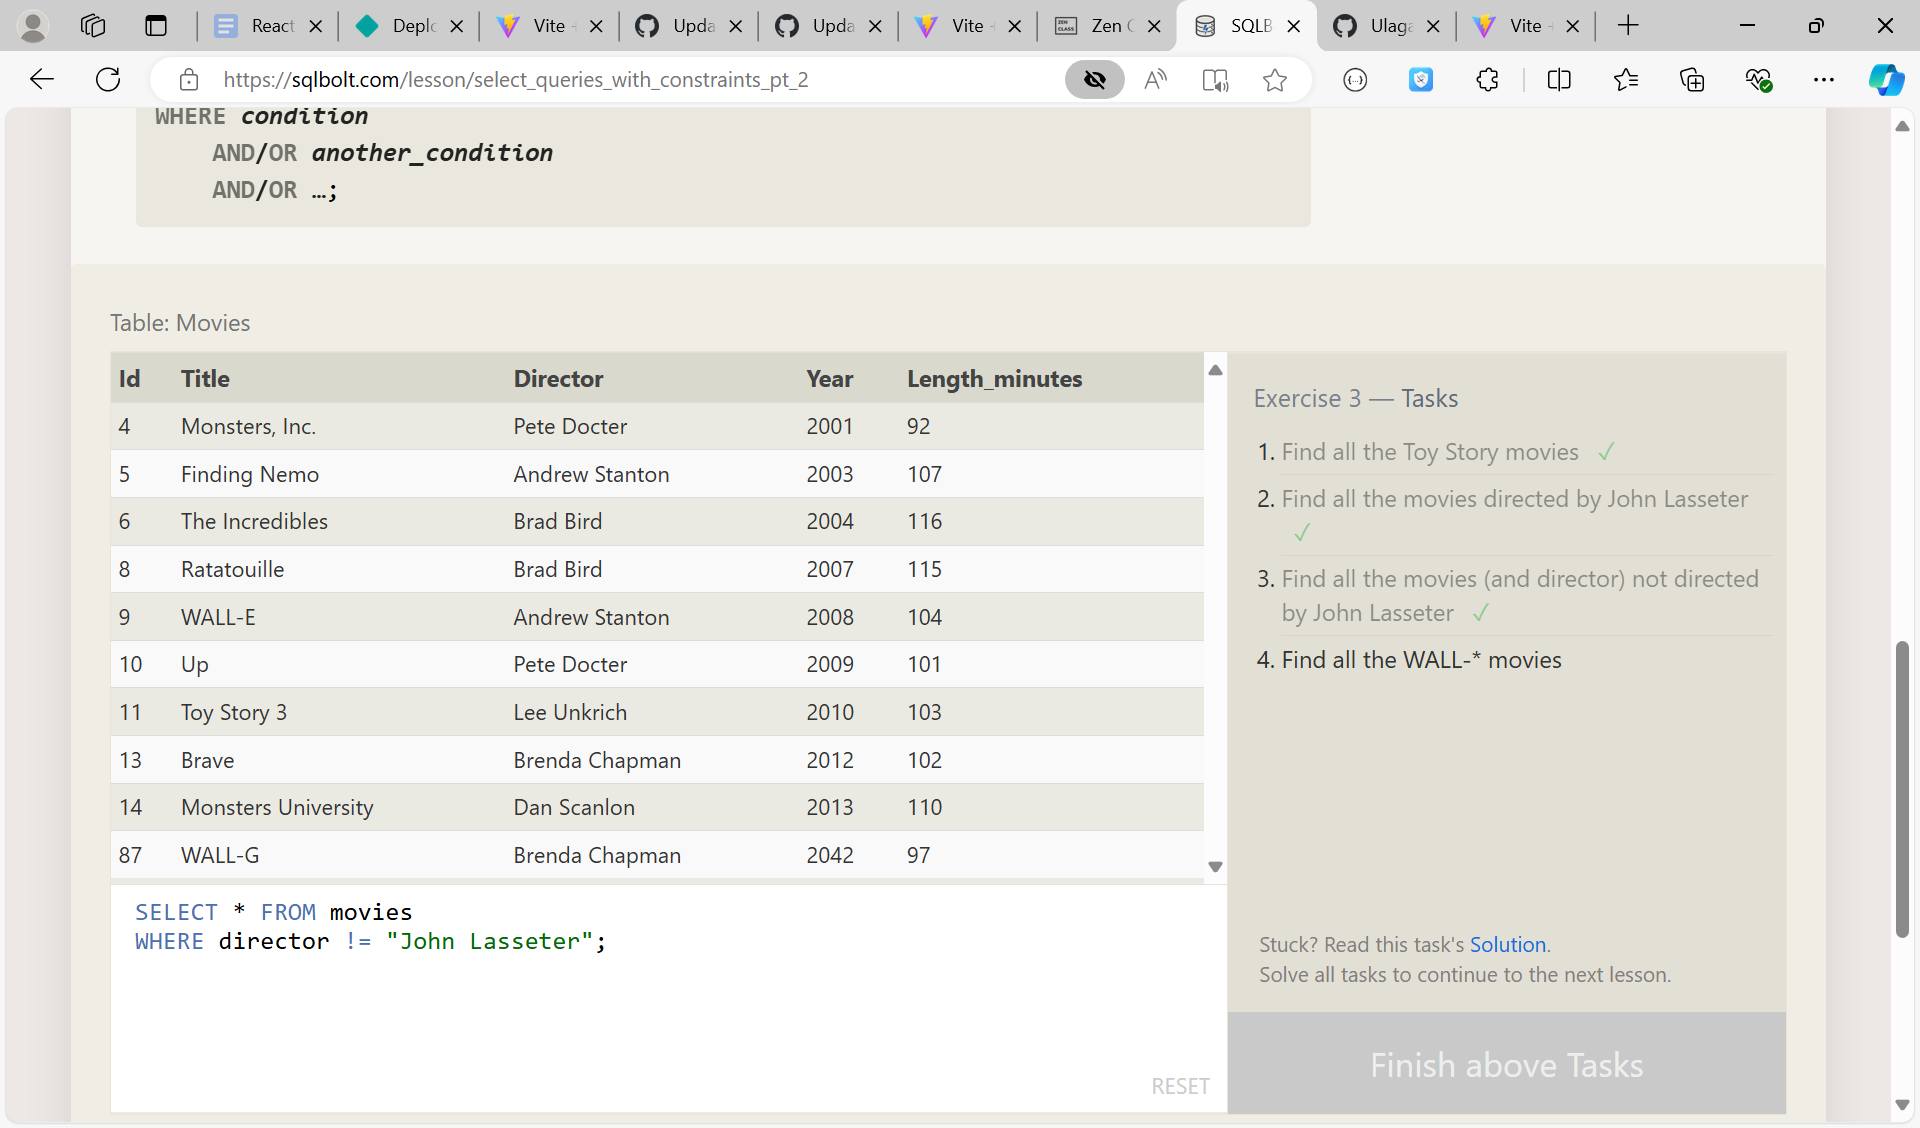 React
Deplo
Vite
Upda
Upda
Vite
Zen C
SQLB
Ulaga
Vite
https://sqlbolt.com/lesson/select_queries_with_constraints_pt_2
WHERE condition
AND/OR another_condition
AND/OR …;
Table: Movies
Id Title Director Year Length_minutes
4 Monsters, Inc. Pete Docter 2001 92
5 Finding Nemo Andrew Stanton 2003 107
6 The Incredibles Brad Bird 2004 116
8 Ratatouille Brad Bird 2007 115
9 WALL-E Andrew Stanton 2008 104
10 Up Pete Docter 2009 101
11 Toy Story 3 Lee Unkrich 2010 103
13 Brave Brenda Chapman 2012 102
14 Monsters University Dan Scanlon 2013 110
87 WALL-G Brenda Chapman 2042 97
SELECT * FROM movies
WHERE director != "John Lasseter";
RESET
Exercise 3 — Tasks
1. Find all the Toy Story movies ✓
2. Find all the movies directed by John Lasseter
✓
3. Find all the movies (and director) not directed
by John Lasseter ✓
4. Find all the WALL-* movies
Stuck? Read this task's Solution.
Solve all tasks to continue to the next lesson.
Finish above Tasks